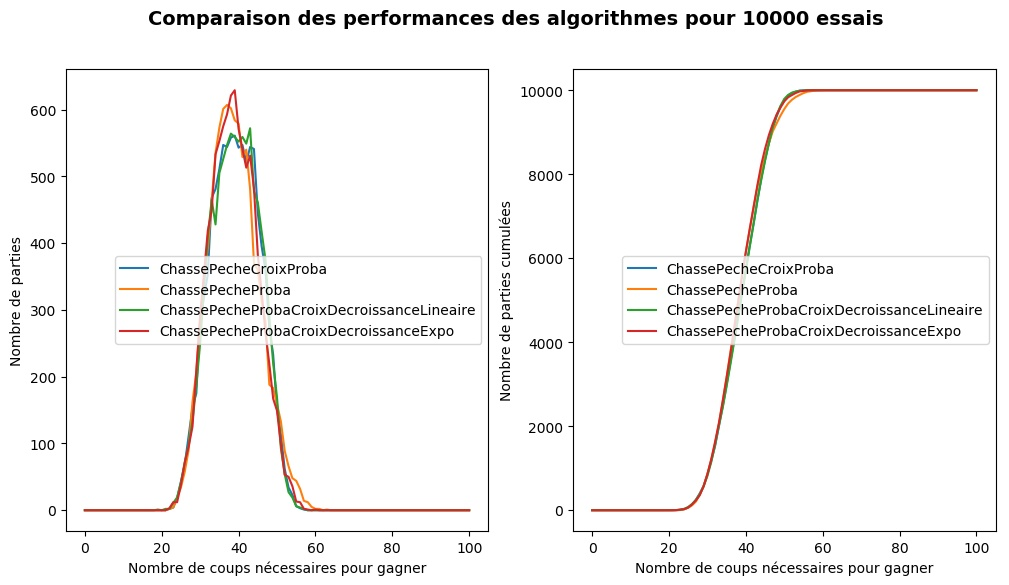 Comparaison des performances des algorithmes pour 10000 essais
Nombre de parties
600
500
400
300
200
100
0
ChassePecheCroixProba
ChassePecheProba
ChassePecheProbaCroixDecroissanceLineaire
ChassePecheProbaCroixDecroissanceExpo
0 20 40 60 80 100
Nombre de coups nécessaires pour gagner
Nombre de parties cumulées
10000
8000
6000
4000
2000
0
ChassePecheCroixProba
ChassePecheProba
ChassePecheProbaCroixDecroissanceLineaire
ChassePecheProbaCroixDecroissanceExpo
0 20 40 60 80 100
Nombre de coups nécessaires pour gagner